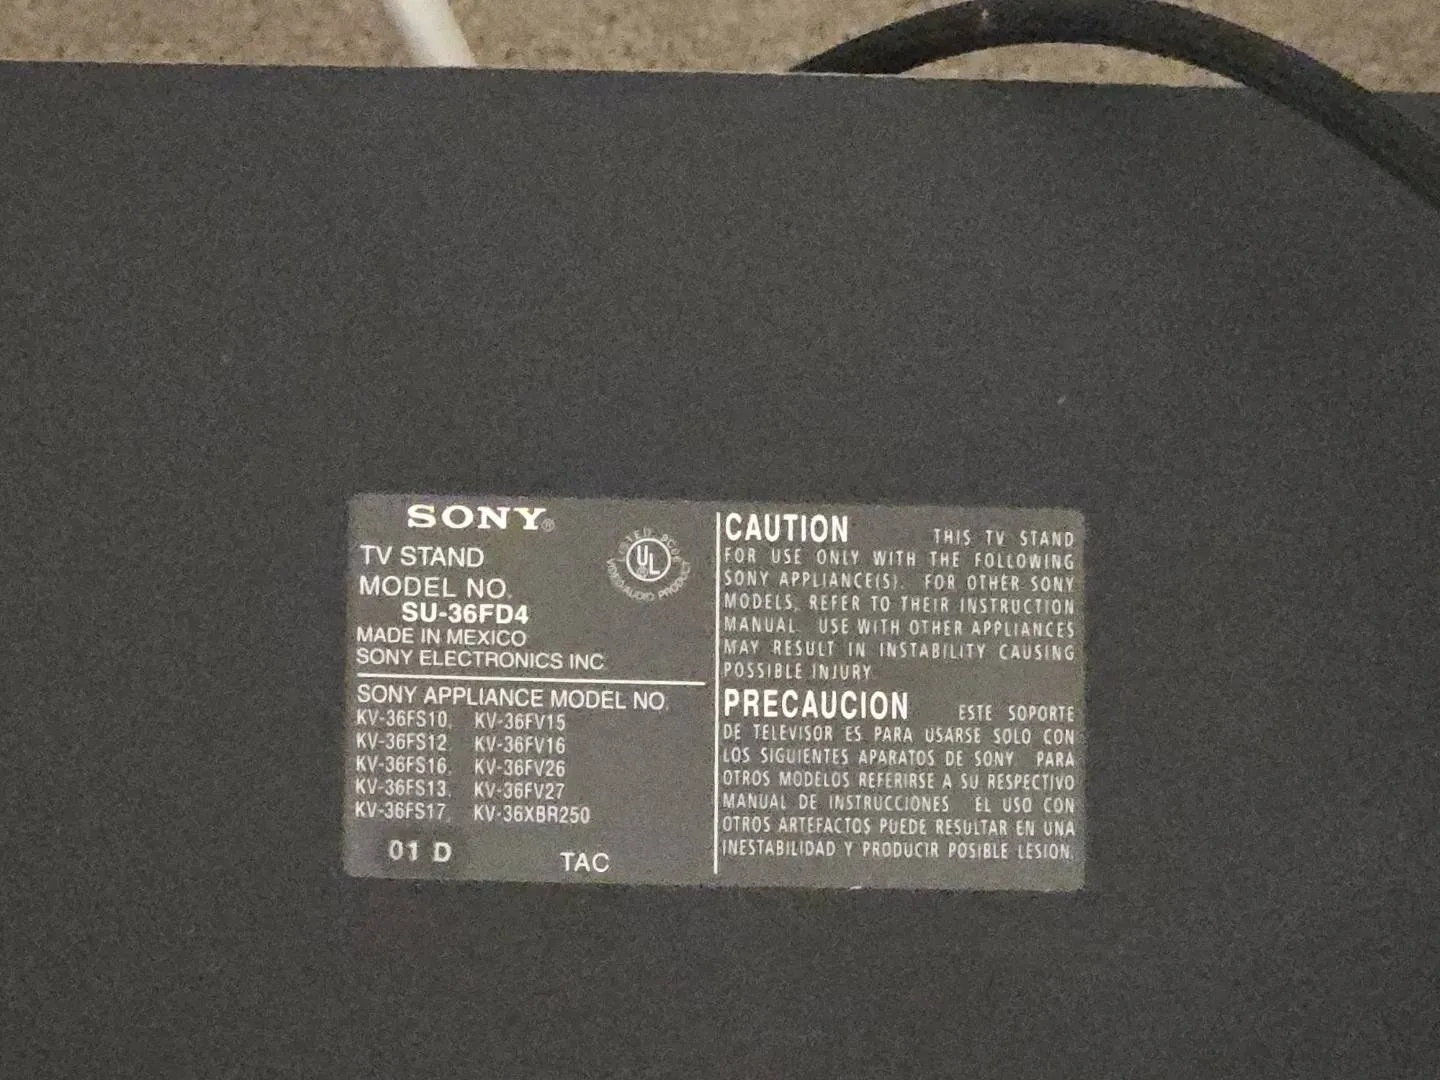 SONY®
TV STAND
MODEL NO.
SU-36FD4
MADE IN MEXICO
SONY ELECTRONICS INC
LISTED
UL
VIDEO/AUDIO PRODUCT
SONY APPLIANCE MODEL NO.
KV-36FS10, KV-36FV15
KV-36FS12 KV-36FV16
KV-36FS16, KV-36FV26
KV-36FS13, KV-36FV27
KV-36FS17, KV-36XBR250
01 D TAC
CAUTION THIS TV STAND
FOR USE ONLY WITH THE FOLLOWING
SONY APPLIANCE(S). FOR OTHER SONY
MODELS, REFER TO THEIR INSTRUCTION
MANUAL. USE WITH OTHER APPLIANCES
MAY RESULT IN INSTABILITY CAUSING
POSSIBLE INJURY.
PRECAUCION ESTE SOPORTE
DE TELEVISOR ES PARA USARSE SOLO CON
LOS SIGUIENTES APARATOS DE SONY. PARA
OTROS MODELOS REFERIRSE A SU RESPECTIVO
MANUAL DE INSTRUCCIONES. EL USO CON
OTROS ARTEFACTOS PUEDE RESULTAR EN UNA
INESTABILIDAD Y PRODUCIR POSIBLE LESION.